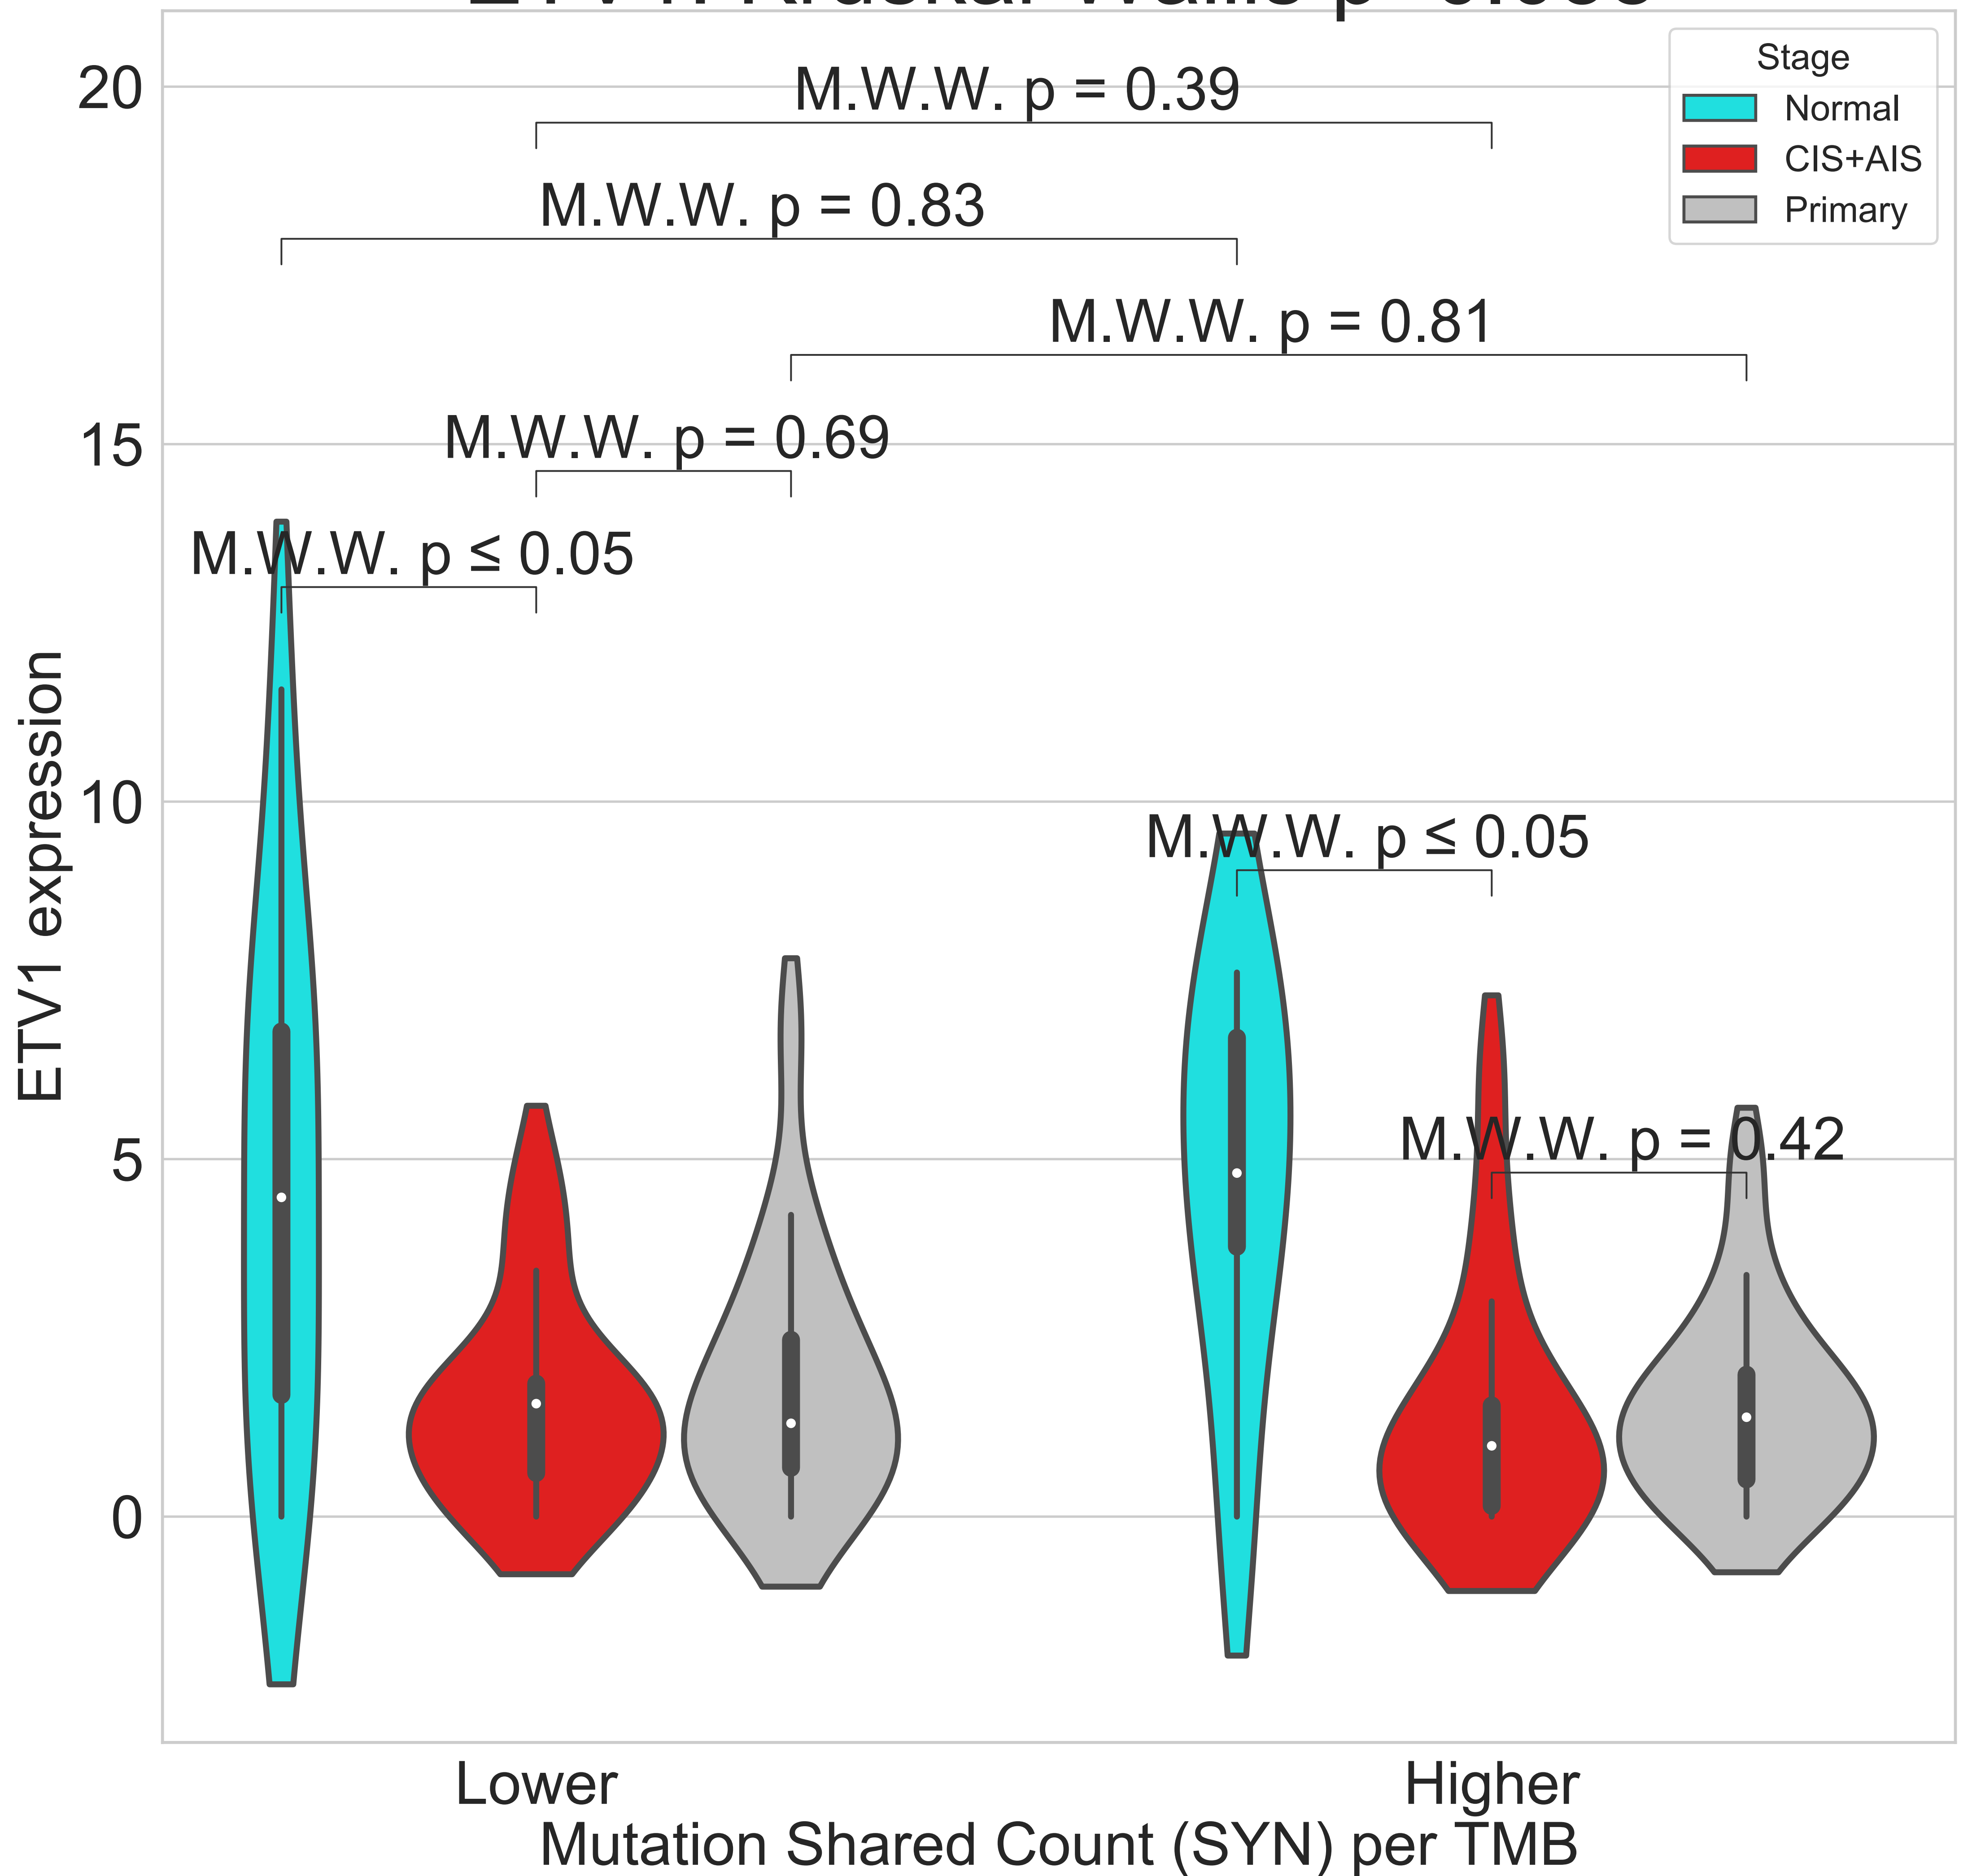 20
15
10
5
0
ETV1 expression
M.W.W. p = 0.39
M.W.W. p = 0.83
M.W.W. p = 0.81
M.W.W. p = 0.69
M.W.W. p ≤ 0.05
M.W.W. p ≤ 0.05
M.W.W. p = 0.42
Stage
Normal
CIS+AIS
Primary
Lower
Higher
Mutation Shared Count (SYN) per TMB